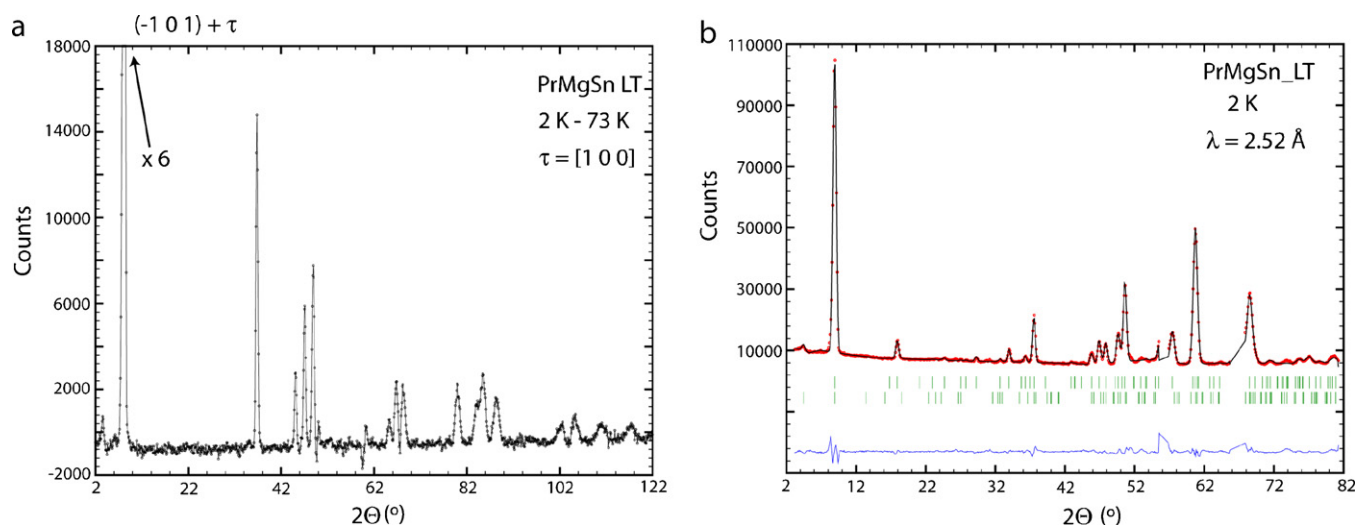 a
(-1 0 1) + τ
18000
14000
10000
6000
2000
-2000
Counts
x 6
PrMgSn LT
2 K - 73 K
τ = [1 0 0]
2 22 42 62 82 102 122
2Θ (º)
b
110000
90000
70000
50000
30000
10000
Counts
PrMgSn_LT
2 K
λ = 2.52 Å
2 12 22 32 42 52 62 72 82
2Θ (º)